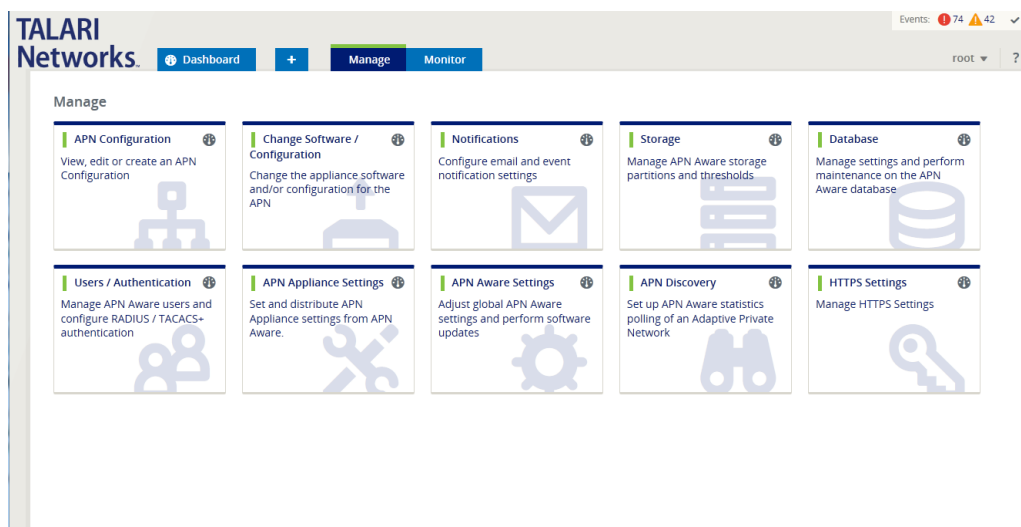 TALARI
Networks
Events: 74 42
Dashboard + Manage Monitor
root ?
Manage
APN Configuration
View, edit or create an APN
Configuration
Change Software /
Configuration
Change the appliance software
and/or configuration for the
APN
Notifications
Configure email and event
notification settings
Storage
Manage APN Aware storage
partitions and thresholds
Database
Manage settings and perform
maintenance on the APN
Aware database
Users / Authentication
Manage APN Aware users and
configure RADIUS / TACACS+
authentication
APN Appliance Settings
Set and distribute APN
Appliance settings from APN
Aware.
APN Aware Settings
Adjust global APN Aware
settings and perform software
updates
APN Discovery
Set up APN Aware statistics
polling of an Adaptive Private
Network
HTTPS Settings
Manage HTTPS Settings